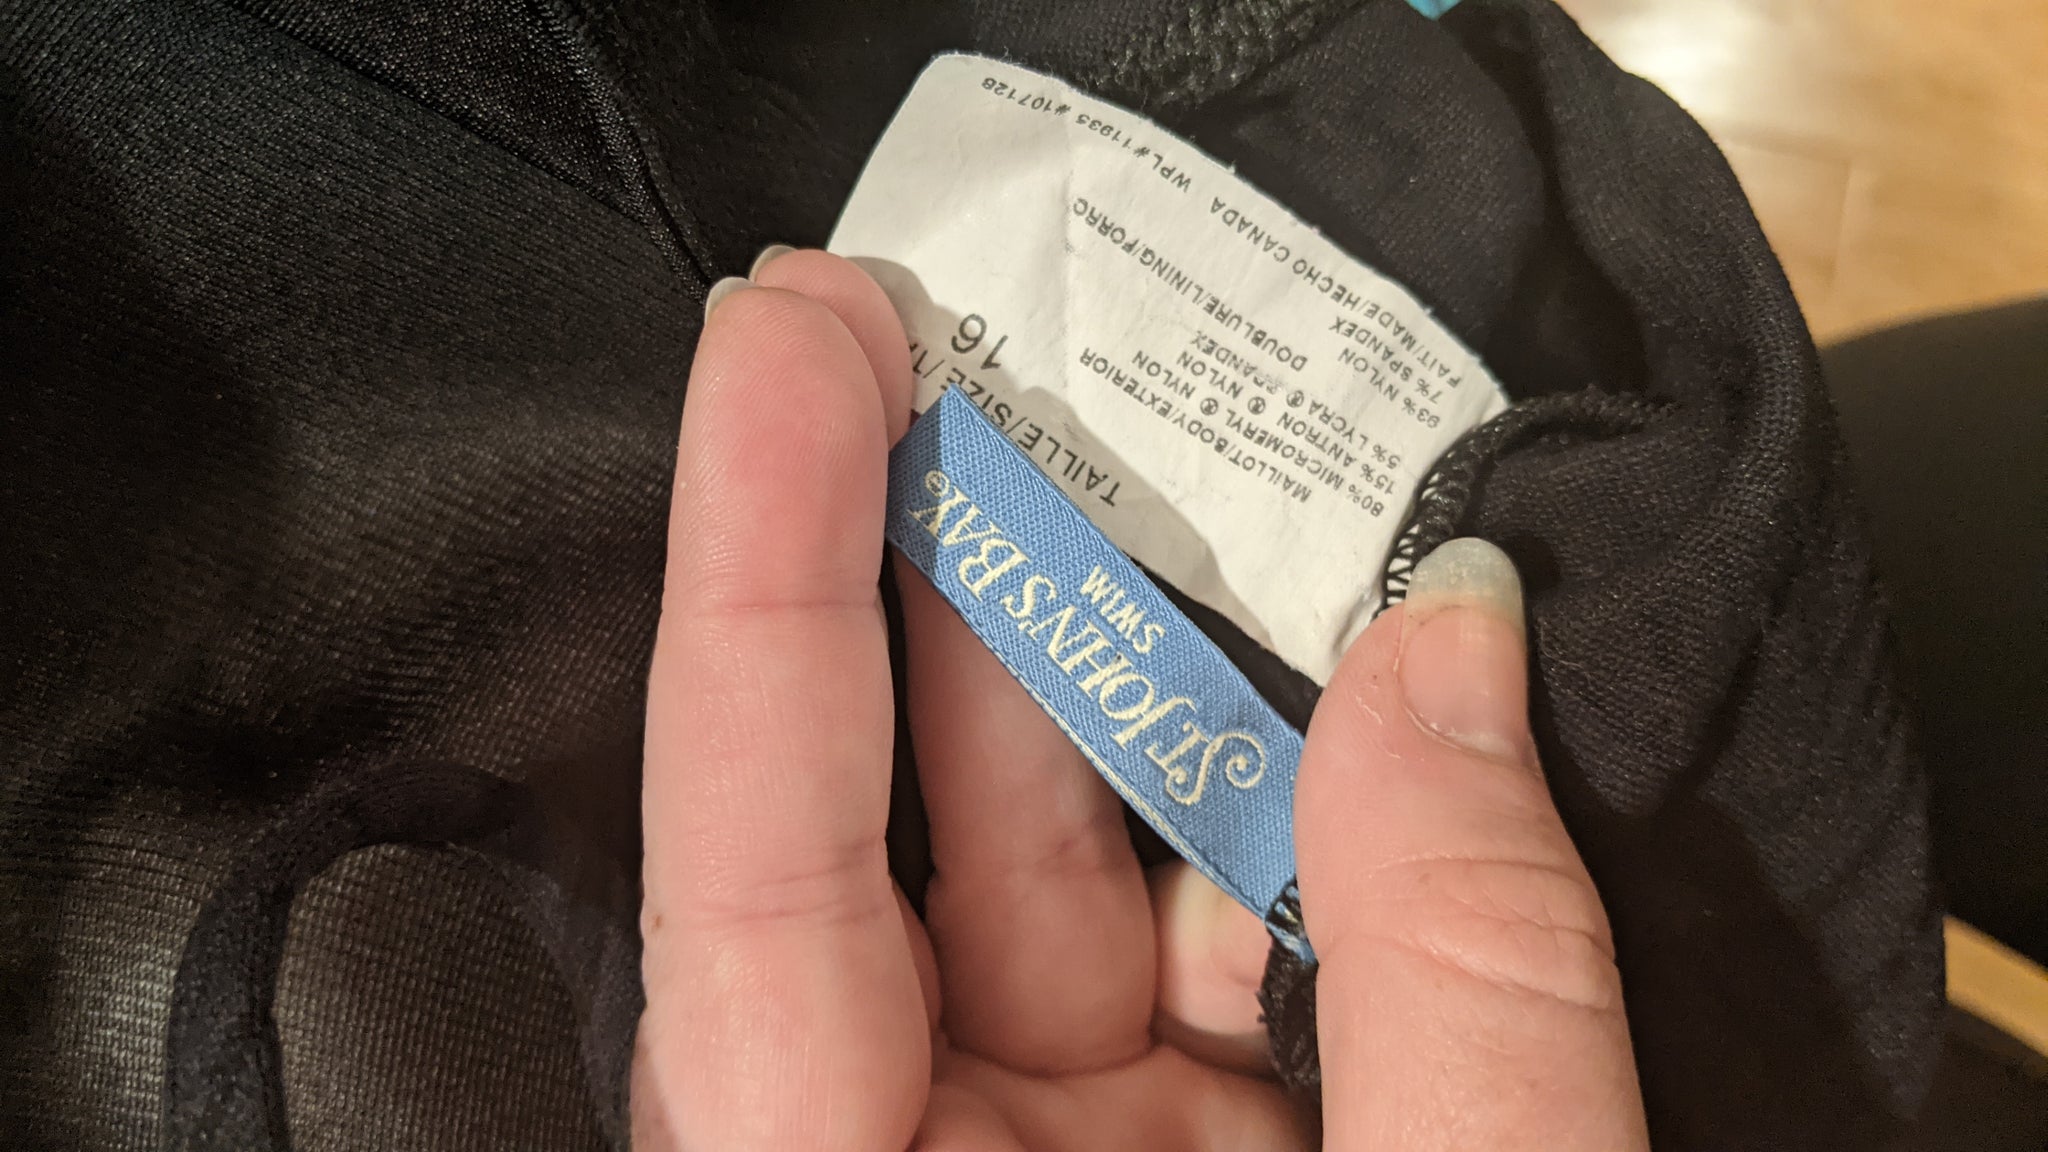 ST. JOHN'S BAY®
SWIM
TAILLE/SIZE/TA
16
MAILLOT/BODY/EXTERIOR
80% MICROMERYL ® NYLON
15% ANTRON ® NYLON
5% LYCRA ® SPANDEX
DOUBLURE/LINING/FORRO
93% NYLON
7% SPANDEX
FAIT/MADE/HECHO CANADA WPL#11935 #107128